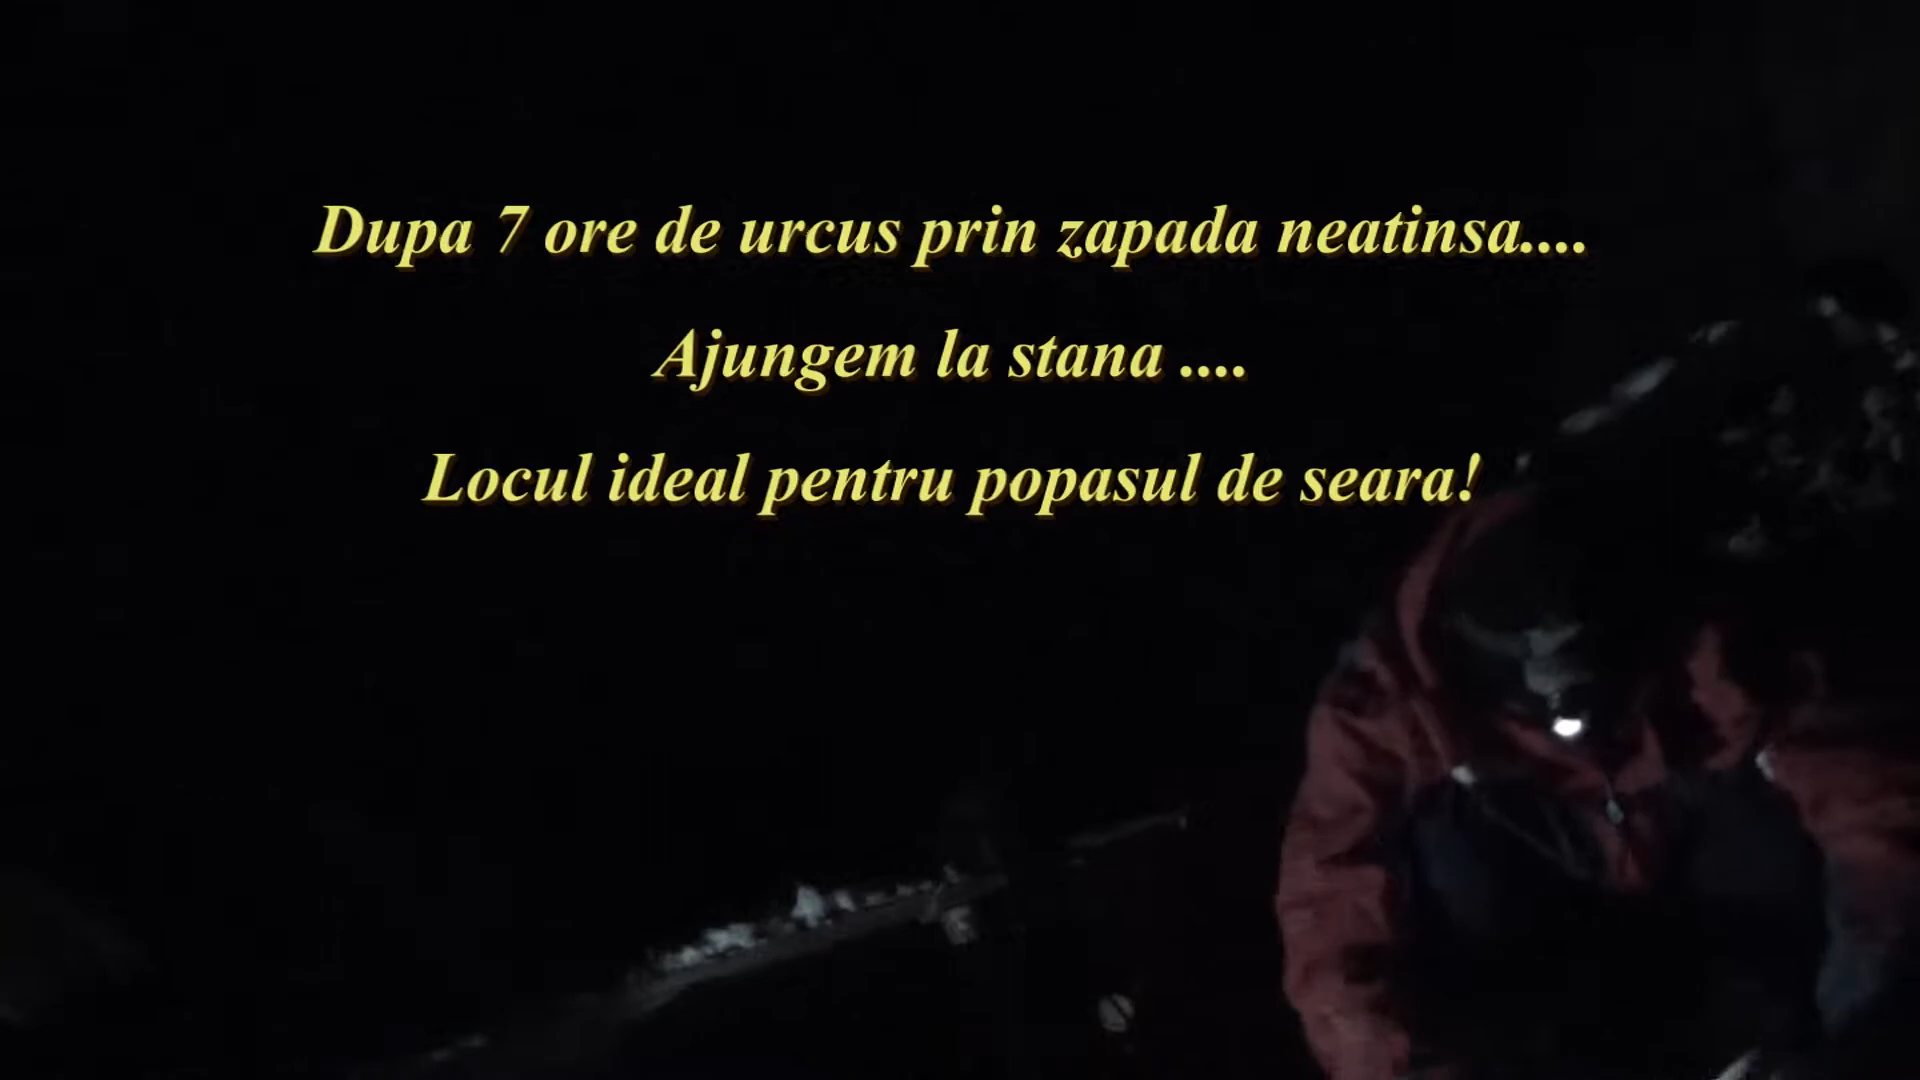 Dupa 7 ore de urcus prin zapada neatinsa....
Ajungem la stana ....
Locul ideal pentru popasul de seara!